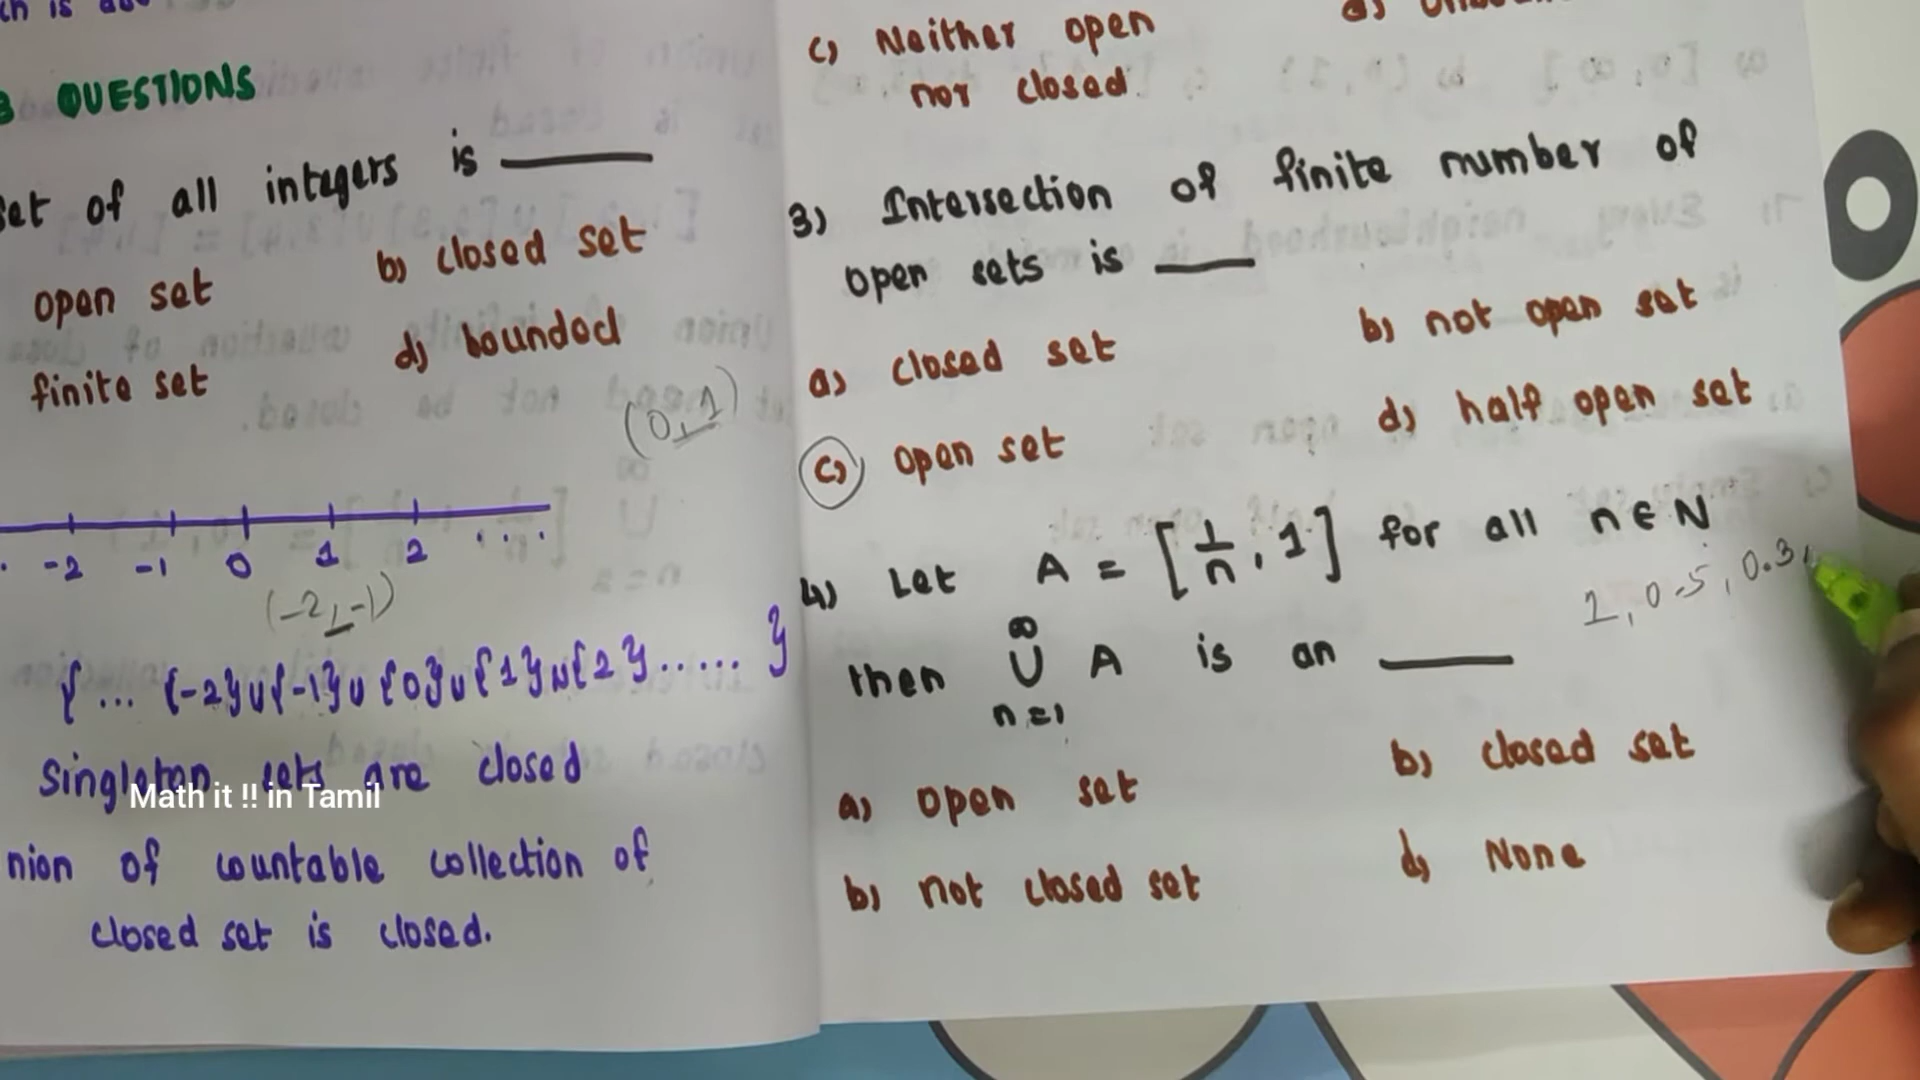 QUESTIONS
set of all integers is
open set
b) closed set
finite set
d) bounded
(0, 1)
-2 -1 0 1 2 ...
(-2, -1)
{ ... {-2}∪{-1}∪{0}∪{1}∪{2}...... }
Singleton sets are closed
Math it !! in Tamil
nion of countable collection of
closed set is closed.
c) Neither open
nor closed
3) Intersection of finite number of
open sets is
a) closed set
b) not open set
c) open set
d) half open set
4) Let A = [1/n, 1] for all n ∈ N
1, 0.5, 0.3
then ∞ ∪ n=1 A is an
a) open set
b) closed set
b) not closed set
d) None